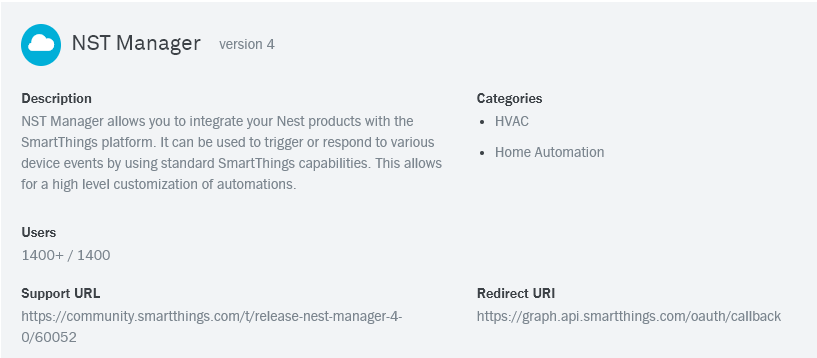 NST Manager version 4
Description
NST Manager allows you to integrate your Nest products with the
SmartThings platform. It can be used to trigger or respond to various
device events by using standard SmartThings capabilities. This allows
for a high level customization of automations.
Categories
HVAC
Home Automation
Users
1400+ / 1400
Support URL
https://community.smartthings.com/t/release-nest-manager-4-
0/60052
Redirect URI
https://graph.api.smartthings.com/oauth/callback